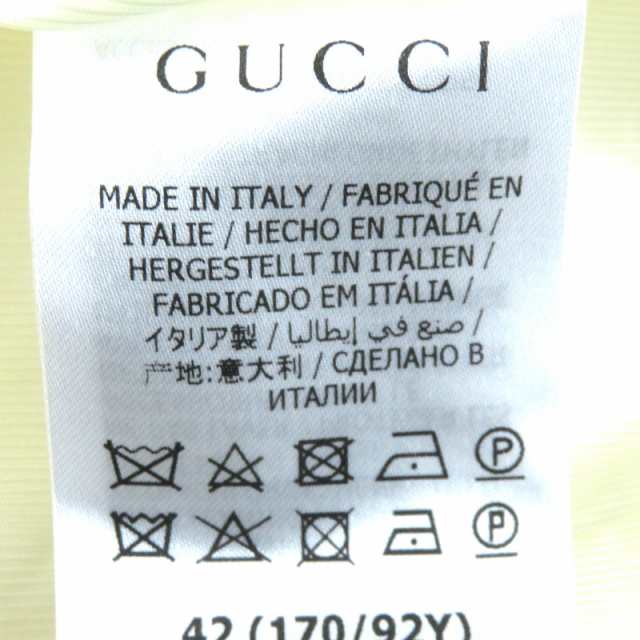 GUCCI
MADE IN ITALY / FABRIQUÉ EN
ITALIE / HECHO EN ITALIA /
HERGESTELLT IN ITALIEN /
FABRICADO EM ITÁLIA /
イタリア製 / صنع في إيطاليا /
产地:意大利 / СДЕЛАНО В
ИТАЛИИ
P
P
42 (170/92Y)